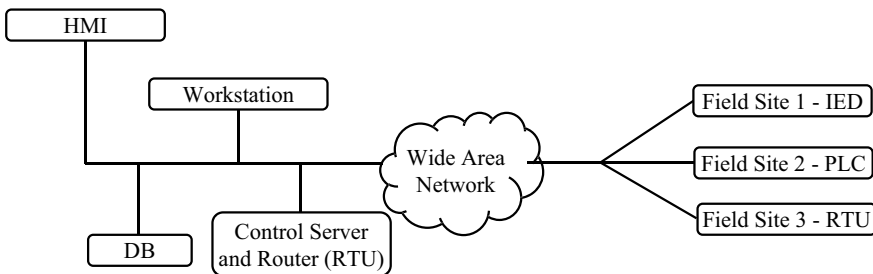 HMI
Workstation
DB
Control Server
and Router (RTU)
Wide Area
Network
Field Site 1 - IED
Field Site 2 - PLC
Field Site 3 - RTU